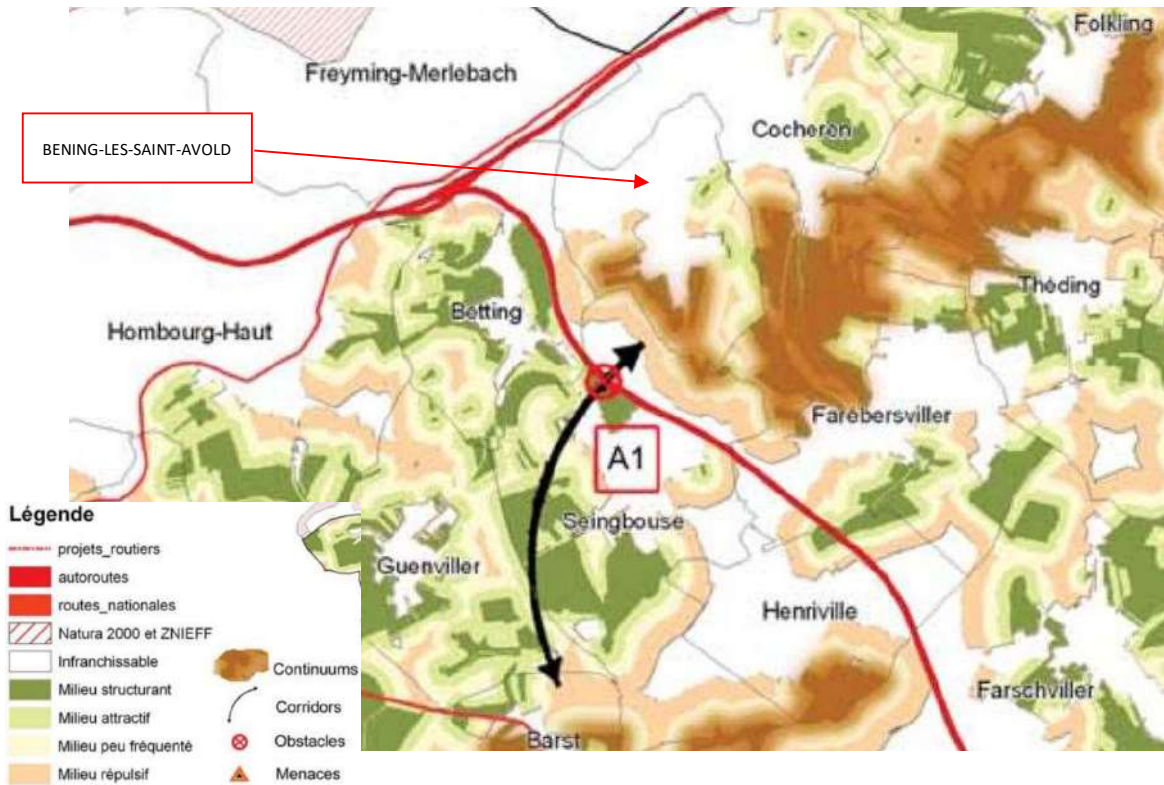 Folkling
Freyming-Merlebach
Cocheren
BENING-LES-SAINT-AVOLD
Théding
Betting
Hombourg-Haut
Farébersviller
A1
Seingbouse
Guenviller
Henriville
Farschviller
Barst
Légende
projets_routiers
autoroutes
routes_nationales
Natura 2000 et ZNIEFF
Infranchissable
Milieu structurant
Milieu attractif
Milieu peu fréquenté
Milieu répulsif
Continuums
Corridors
Obstacles
Menaces